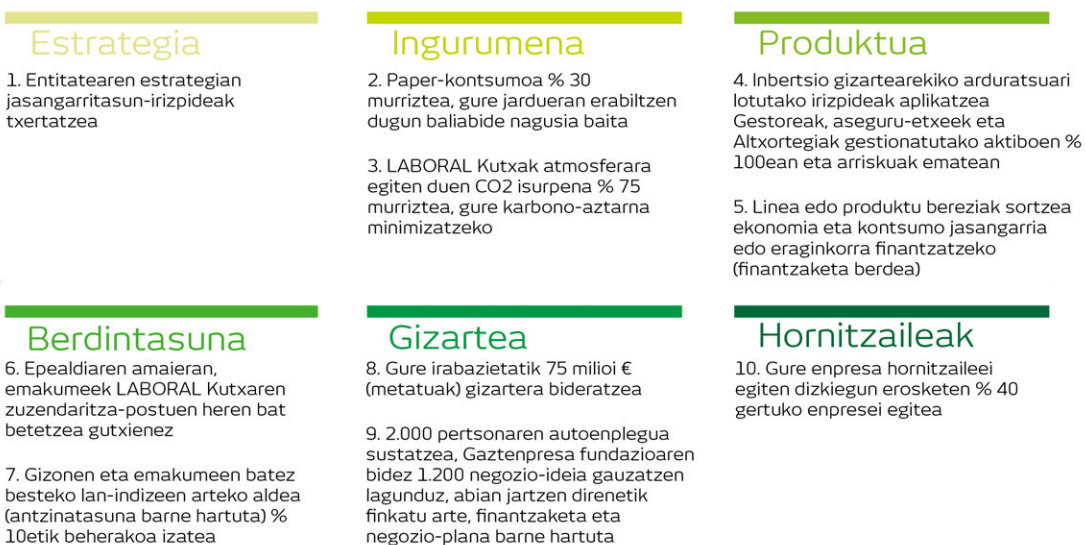 Estrategia
1. Entitatearen estrategian
jasangarritasun-irizpideak
txertatzea
Ingurumena
2. Paper-kontsumoa % 30
murriztea, gure jardueran erabiltzen
dugun baliabide nagusia baita
3. LABORAL Kutxak atmosferara
egiten duen CO2 isurpena % 75
murriztea, gure karbono-aztarna
minimizatzeko
Produktua
4. Inbertsio gizartearekiko arduratsuari
lotutako irizpideak aplikatzea
Gestoreak, aseguru-etxeek eta
Altxortegiak gestionatutako aktiboen %
100ean eta arriskuak ematean
5. Linea edo produktu bereziak sortzea
ekonomia eta kontsumo jasangarria
edo eraginkorra finantzatzeko
(finantzaketa berdea)
Berdintasuna
6. Epealdiaren amaieran,
emakumeek LABORAL Kutxaren
zuzendaritza-postuen heren bat
betetzea gutxienez
7. Gizonen eta emakumeen batez
besteko lan-indizeen arteko aldea
(antzinatasuna barne hartuta) %
10etik beherakoa izatea
Gizartea
8. Gure irabazietatik 75 milioi €
(metatuak) gizartera bideratzea
9. 2.000 pertsonaren autoenplegua
sustatzea, Gaztenpresa fundazioaren
bidez 1.200 negozio-ideia gauzatzen
lagunduz, abian jartzen direnetik
finkatu arte, finantzaketa eta
negozio-plana barne hartuta
Hornitzaileak
10. Gure enpresa hornitzaileei
egiten dizkiegun erosketen % 40
gertuko enpresei egitea